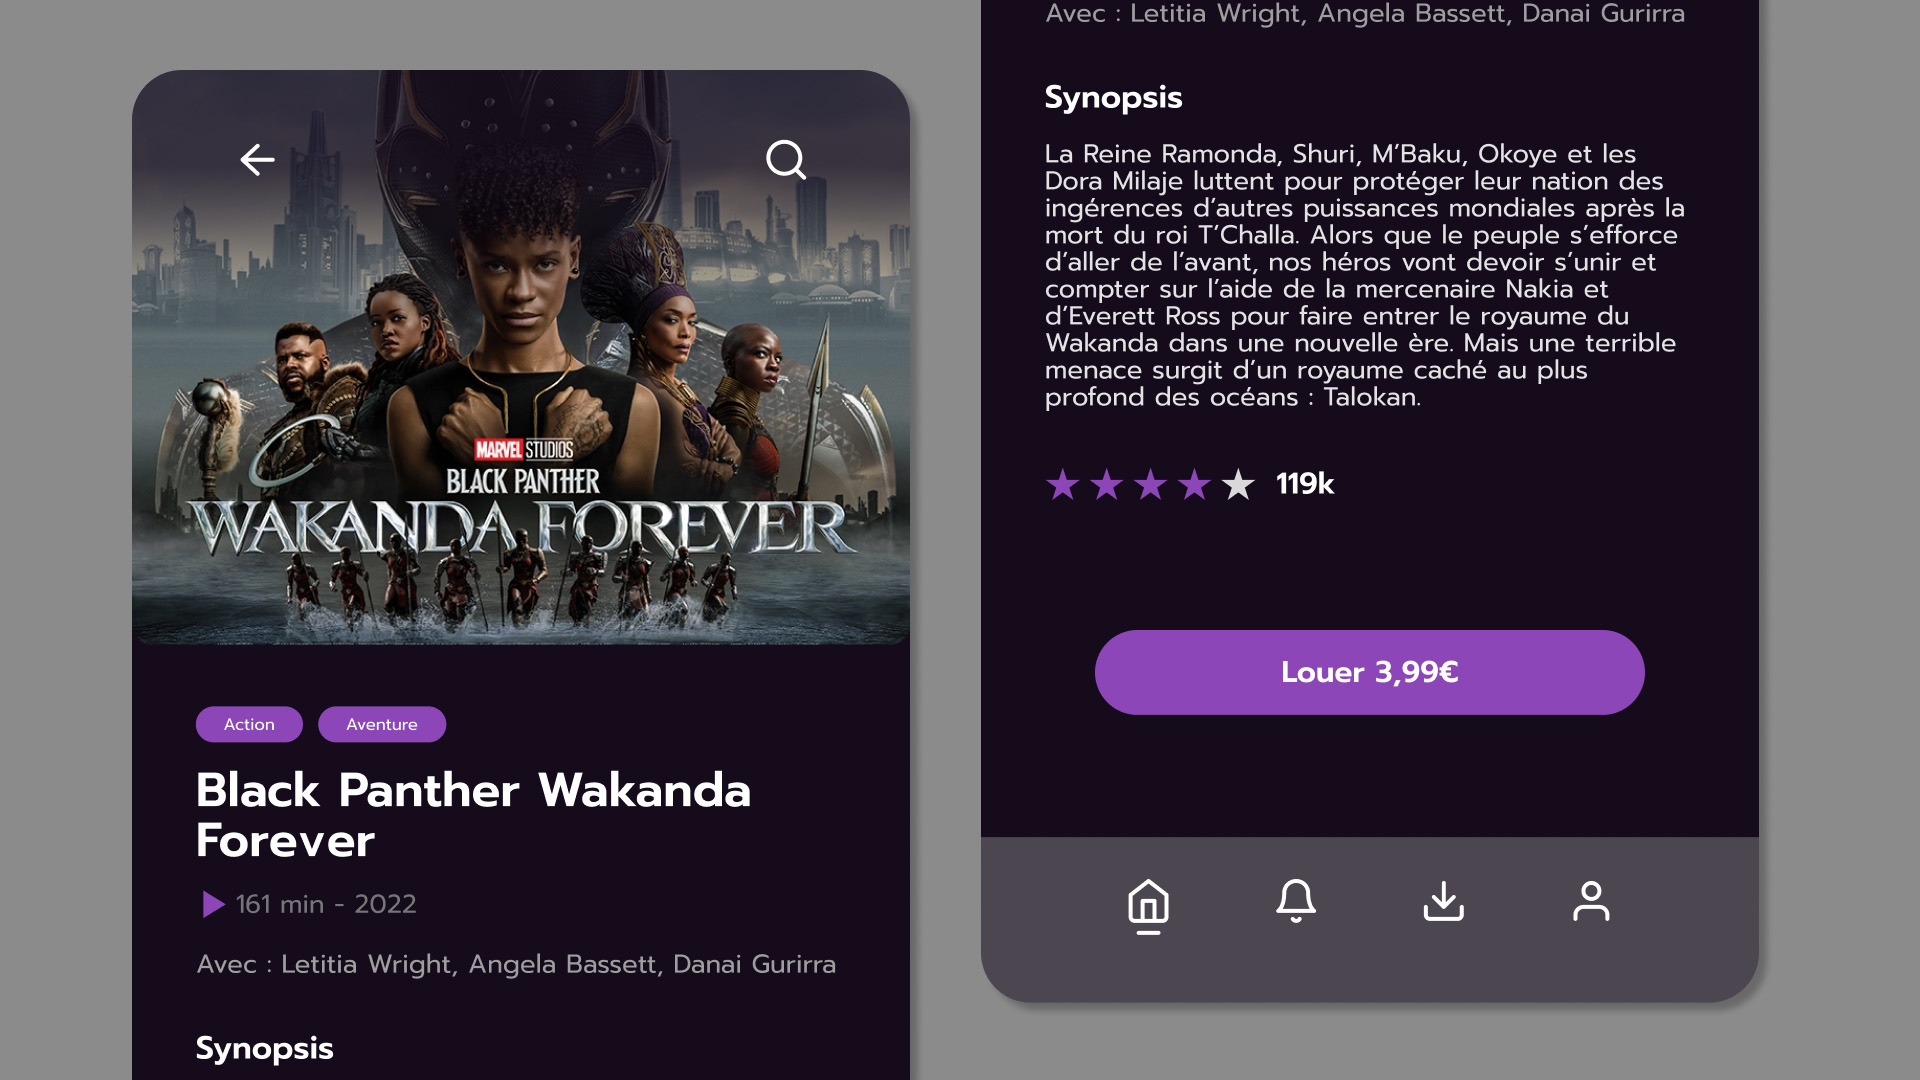 MARVEL STUDIOS
BLACK PANTHER
WAKANDA FOREVER
Action
Aventure
Black Panther Wakanda
Forever
161 min - 2022
Avec : Letitia Wright, Angela Bassett, Danai Gurirra
Synopsis
Avec : Letitia Wright, Angela Bassett, Danai Gurirra
Synopsis
La Reine Ramonda, Shuri, M’Baku, Okoye et les
Dora Milaje luttent pour protéger leur nation des
ingérences d’autres puissances mondiales après la
mort du roi T’Challa. Alors que le peuple s’efforce
d’aller de l’avant, nos héros vont devoir s’unir et
compter sur l’aide de la mercenaire Nakia et
d’Everett Ross pour faire entrer le royaume du
Wakanda dans une nouvelle ère. Mais une terrible
menace surgit d’un royaume caché au plus
profond des océans : Talokan.
119k
Louer 3,99€